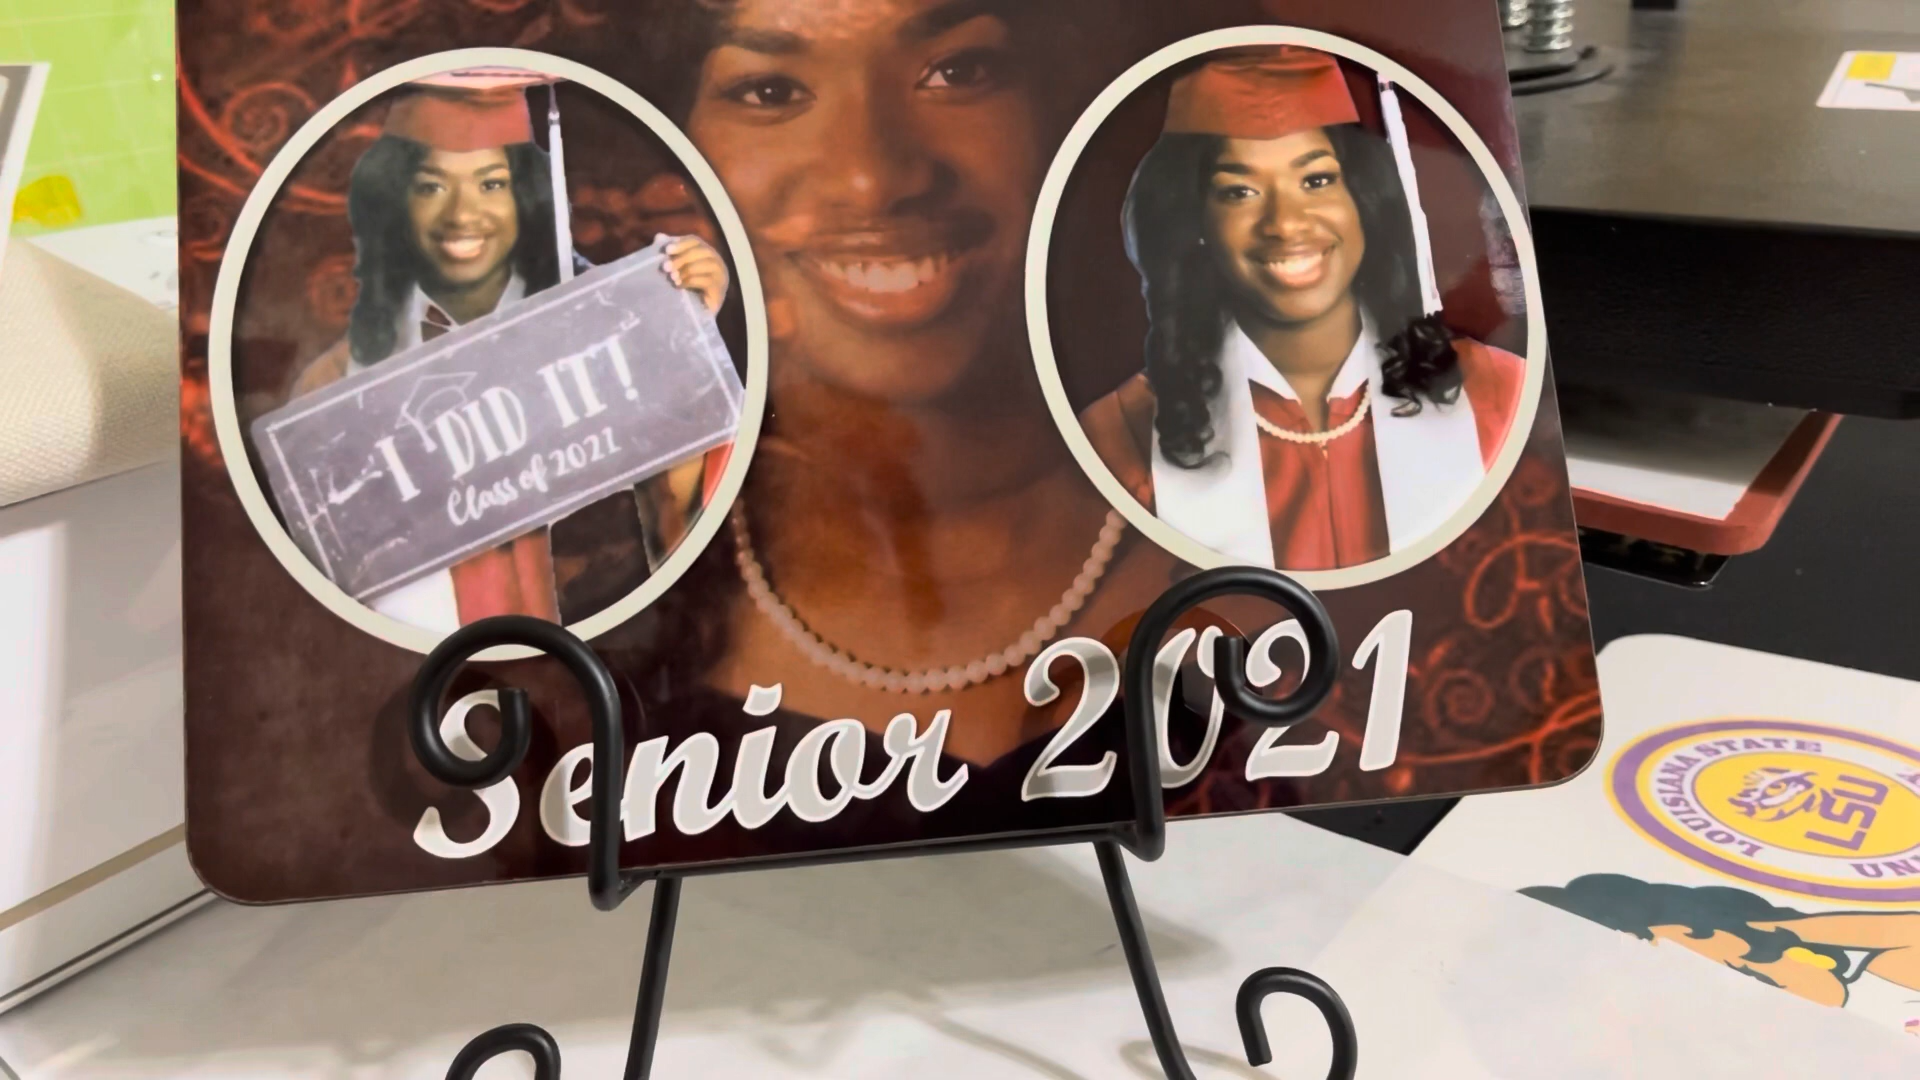 I DID IT!
Class of 2021
Senior 2021
LOUISIANA STATE
LSU